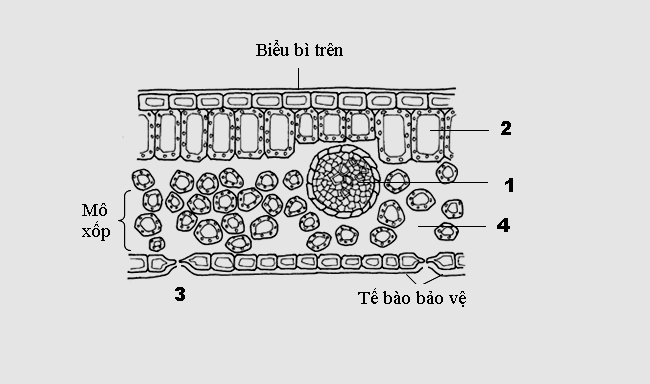 Biểu bì trên
2
1
Mô
xốp
4
3
Tế bào bảo vệ